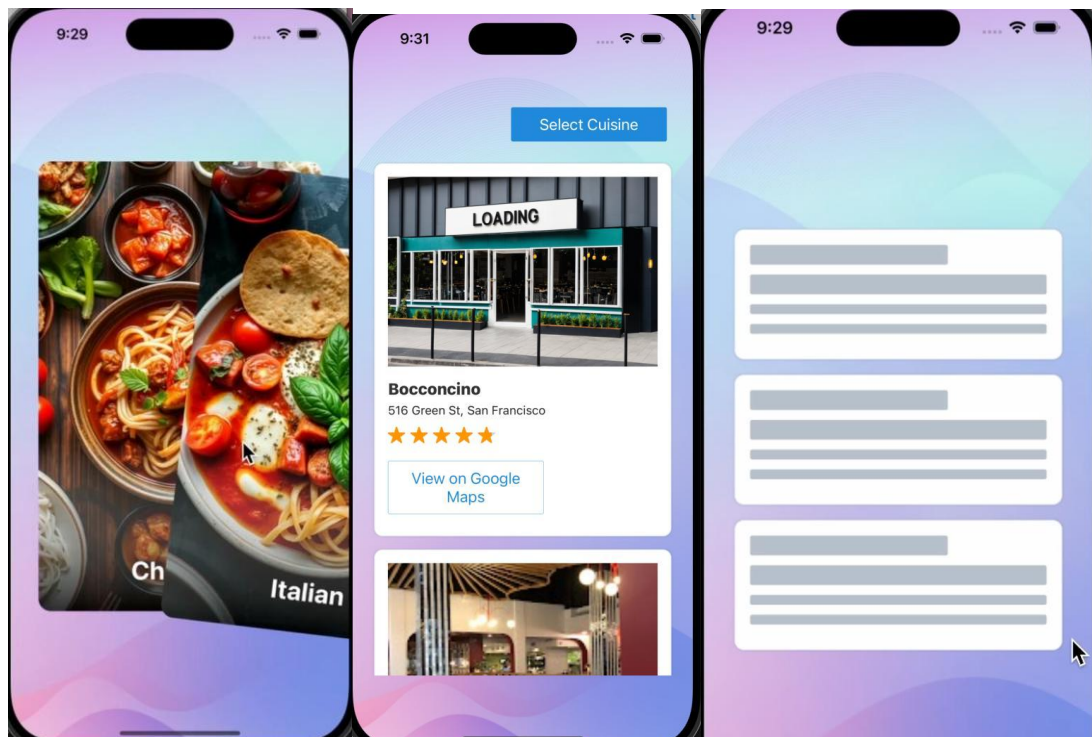 9:29
Ch
Italian
9:31
Select Cuisine
LOADING
Bocconcino
516 Green St, San Francisco
View on Google
Maps
9:29